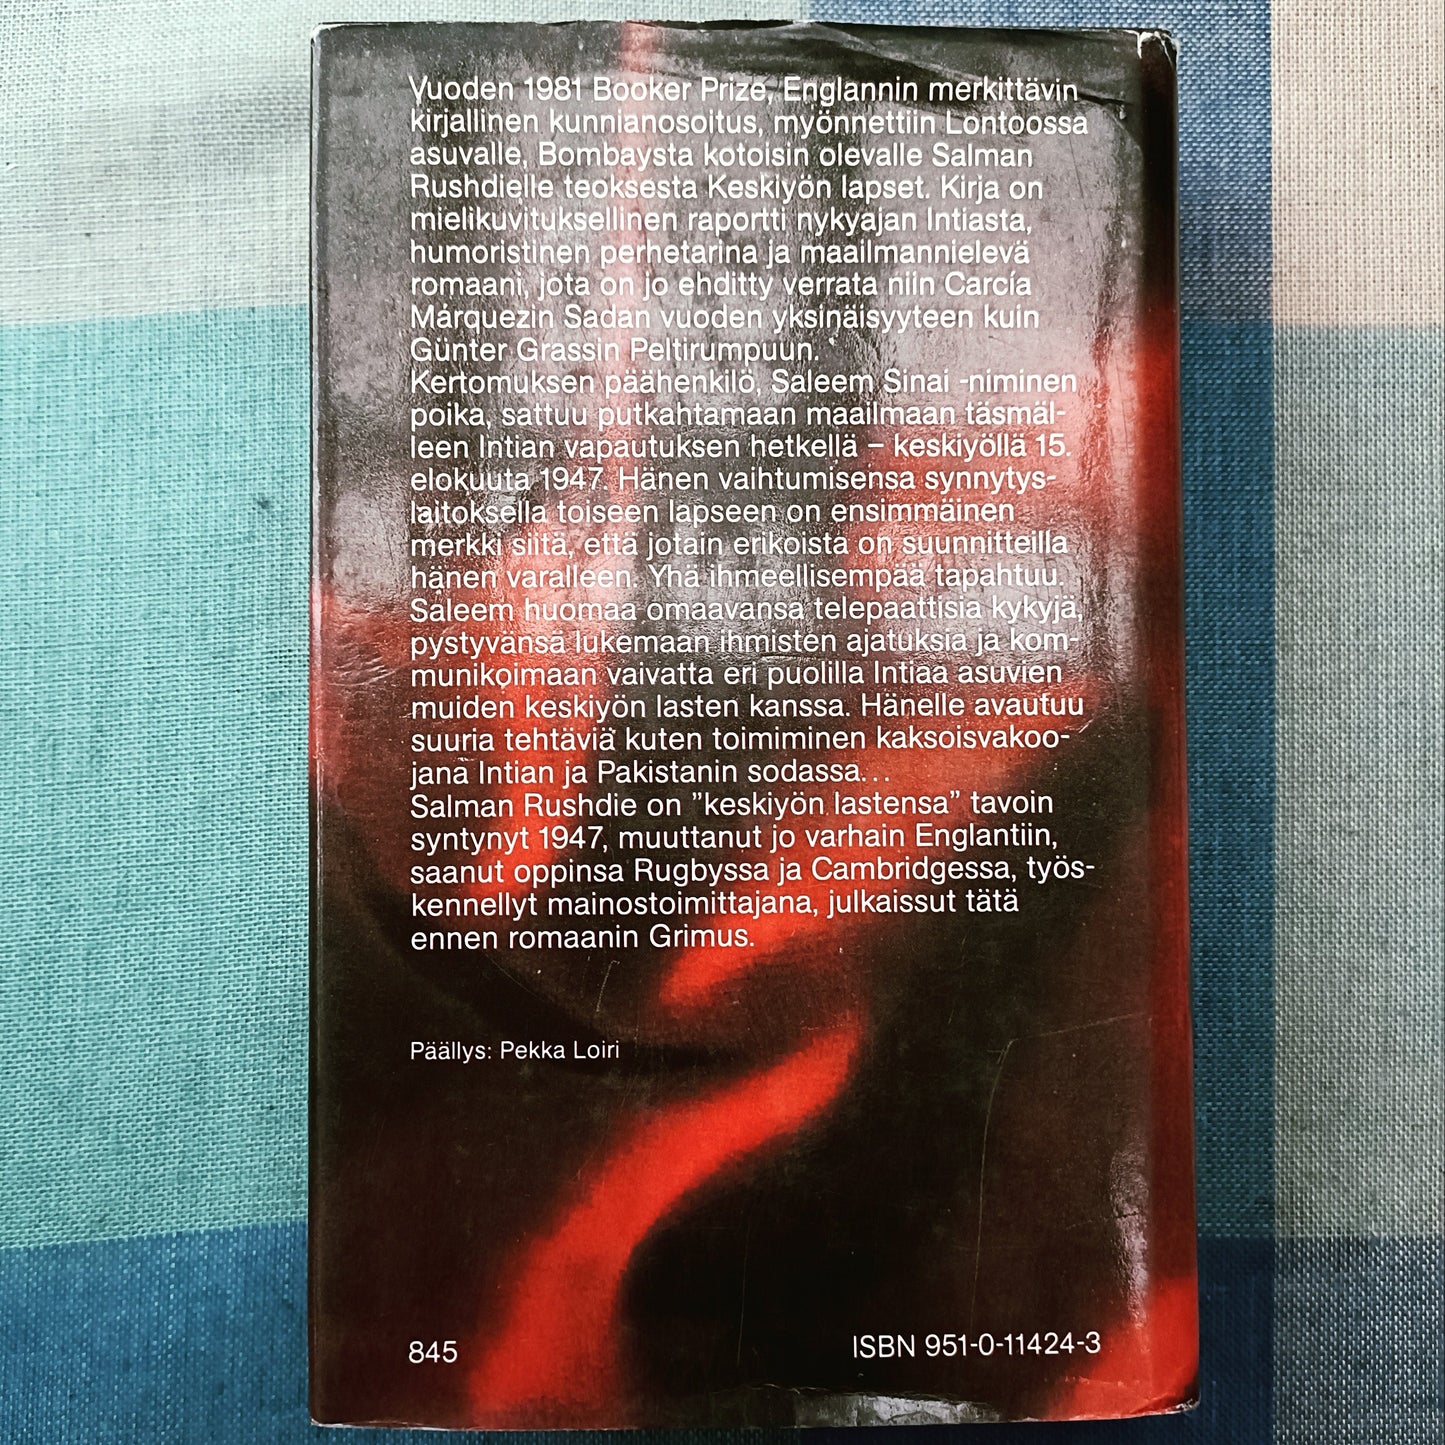 Vuoden 1981 Booker Prize, Englannin merkittävin
kirjallinen kunnianosoitus, myönnettiin Lontoossa
asuvalle, Bombaysta kotoisin olevalle Salman
Rushdielle teoksesta Keskiyön lapset. Kirja on
mielikuvituksellinen raportti nykyajan Intiasta,
humoristinen perhetarina ja maailmannielevä
romaani, jota on jo ehditty verrata niin Carcía
Márquezin Sadan vuoden yksinäisyyteen kuin
Günter Grassin Peltirumpuun.
Kertomuksen päähenkilö, Saleem Sinai -niminen
poika, sattuu putkahtamaan maailmaan täsmäl-
leen Intian vapautuksen hetkellä – keskiyöllä 15.
elokuuta 1947. Hänen vaihtumisensa synnytys-
laitoksella toiseen lapseen on ensimmäinen
merkki siitä, että jotain erikoista on suunnitteilla
hänen varalleen. Yhä ihmeellisempää tapahtuu.
Saleem huomaa omaavansa telepaattisia kykyjä,
pystyvänsä lukemaan ihmisten ajatuksia ja kom-
munikoimaan vaivatta eri puolilla Intiaa asuvien
muiden keskiyön lasten kanssa. Hänelle avautuu
suuria tehtäviä kuten toimiminen kaksoisvakoo-
jana Intian ja Pakistanin sodassa...
Salman Rushdie on ”keskiyön lastensa” tavoin
syntynyt 1947, muuttanut jo varhain Englantiin,
saanut oppinsa Rugbyssa ja Cambridgessa, työs-
kennellyt mainostoimittajana, julkaissut tätä
ennen romaanin Grimus.
Päällys: Pekka Loiri
845
ISBN 951-0-11424-3